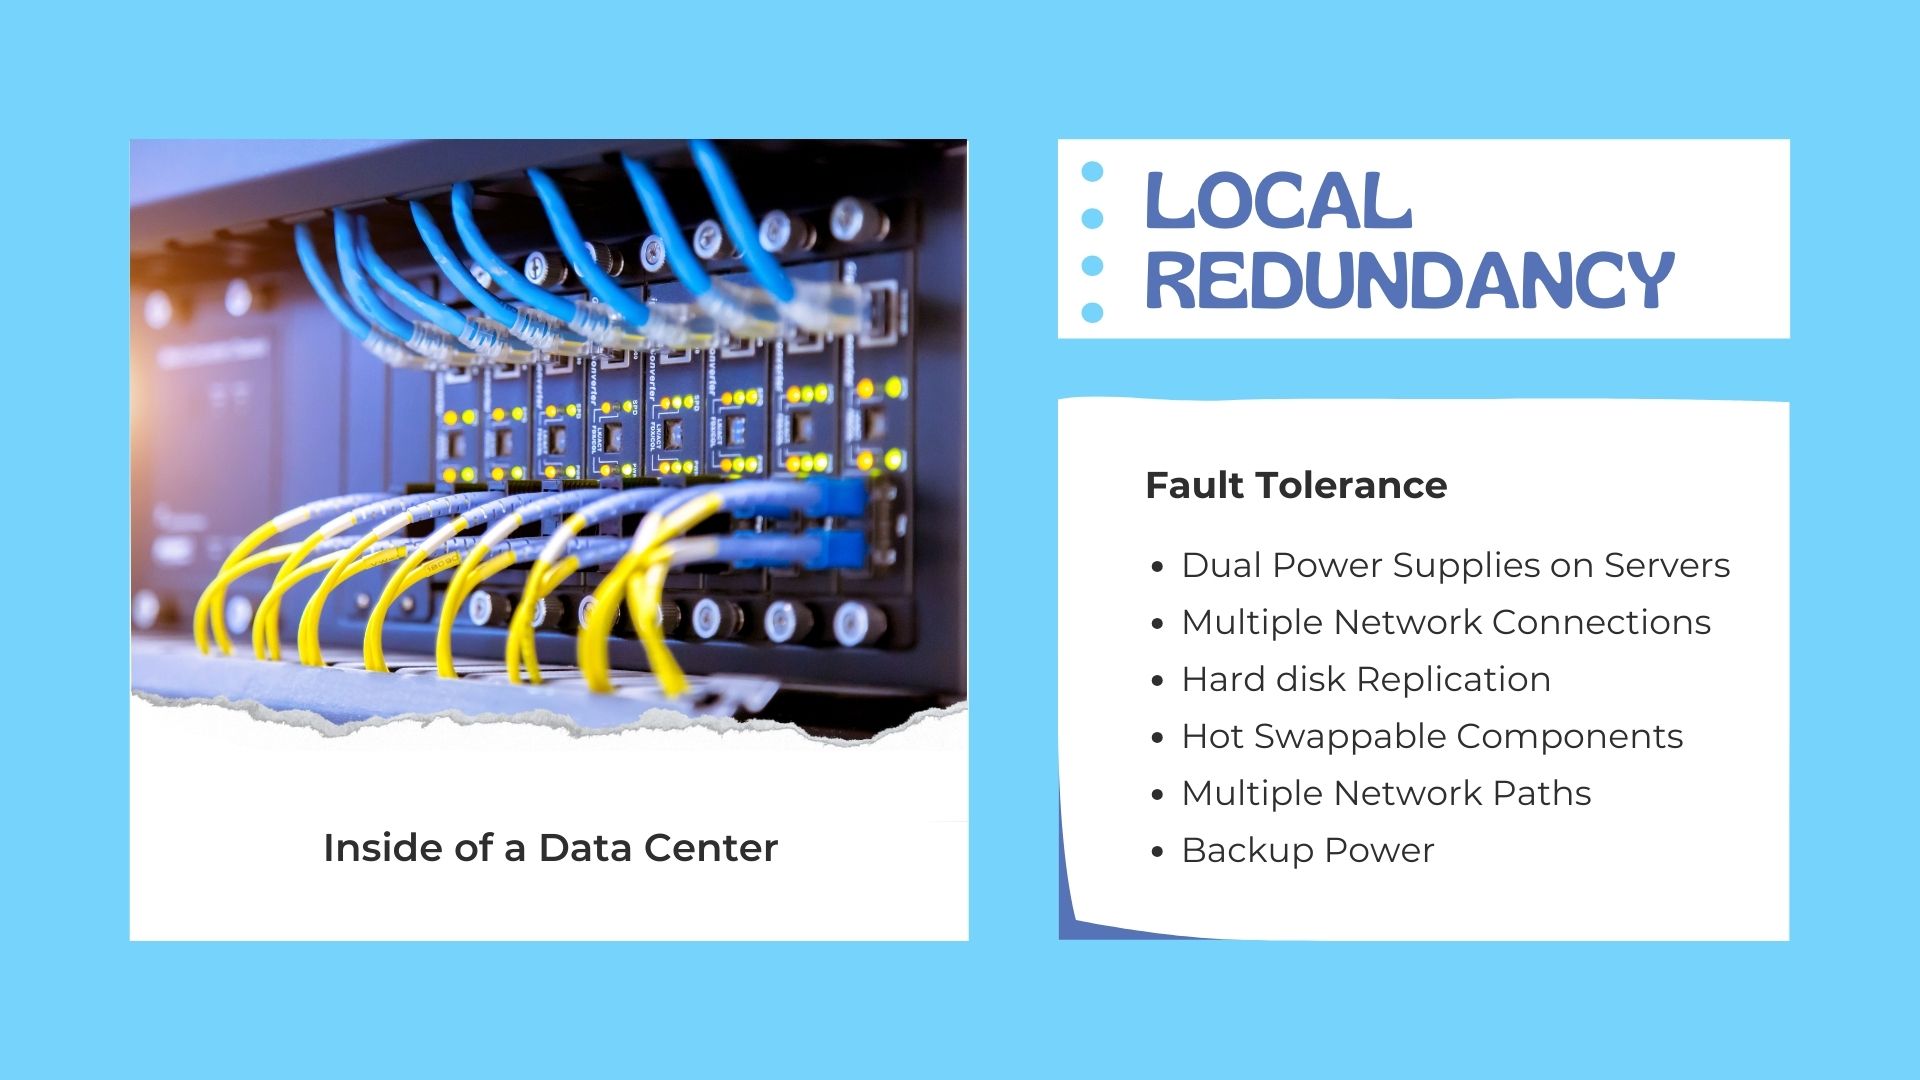 LOCAL
REDUNDANCY
Fault Tolerance
• Dual Power Supplies on Servers
• Multiple Network Connections
• Hard disk Replication
• Hot Swappable Components
• Multiple Network Paths
• Backup Power
Inside of a Data Center